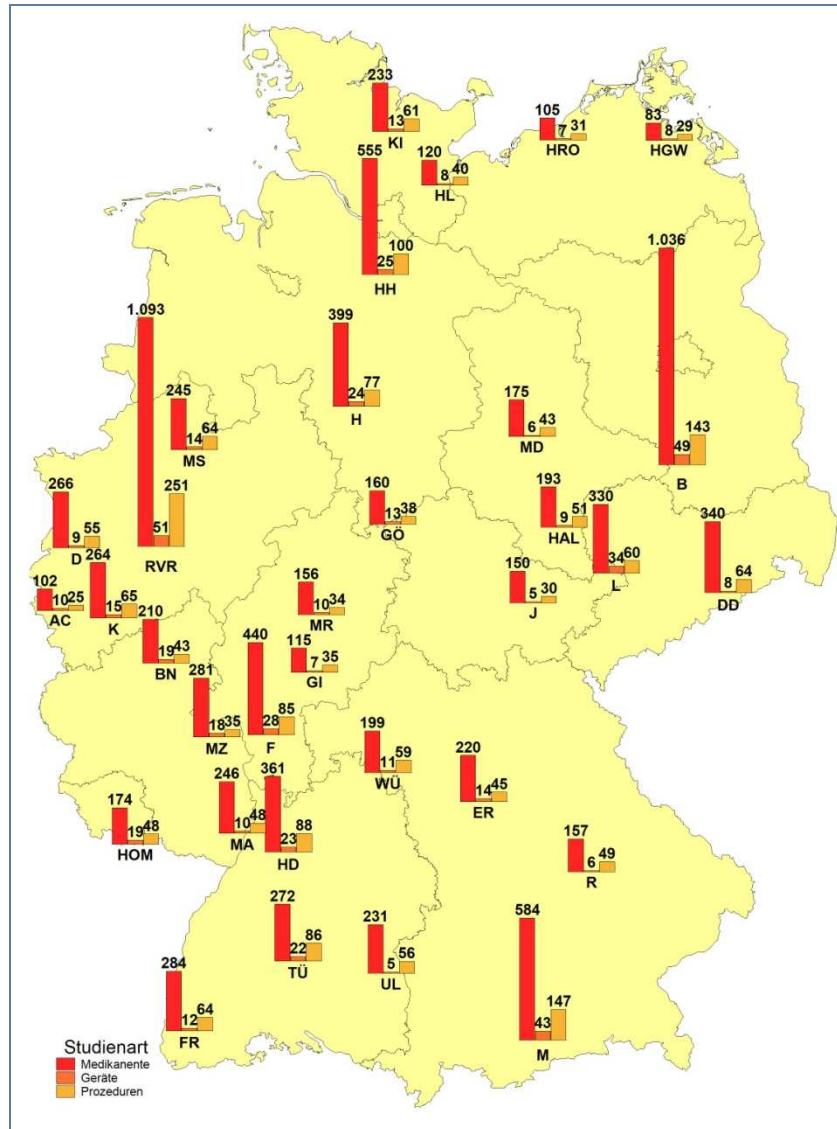 233
13
61
KI
105
7
31
HRO
83
8
29
HGW
120
8
40
HL
555
25
100
HH
1.036
49
143
B
1.093
51
251
RVR
399
24
77
H
245
14
64
MS
175
6
43
MD
266
9
55
D
160
13
38
GÖ
193
9
51
HAL
330
34
60
L
340
8
64
DD
264
15
65
K
102
10
25
AC
150
5
30
J
156
10
34
MR
210
19
43
BN
115
7
35
GI
440
28
85
F
281
18
35
MZ
199
11
59
WÜ
220
14
45
ER
246
10
48
MA
361
23
88
HD
174
19
48
HOM
157
6
49
R
272
22
86
TÜ
231
5
56
UL
584
43
147
M
284
12
64
FR
Studienart
Medikanente
Geräte
Prozeduren